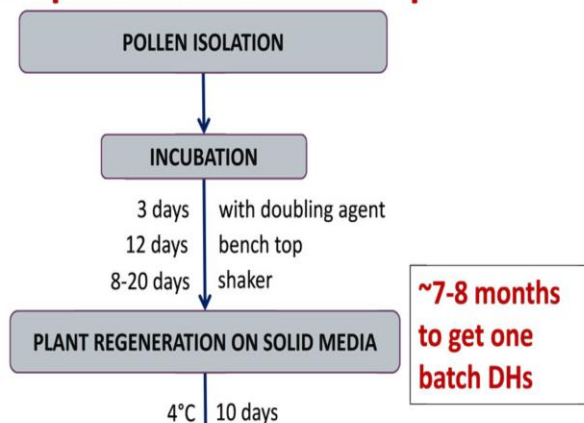 POLLEN ISOLATION
INCUBATION
3 days with doubling agent
12 days bench top
8-20 days shaker
PLANT REGENERATION ON SOLID MEDIA
~7-8 months
to get one
batch DHs
4°C 10 days